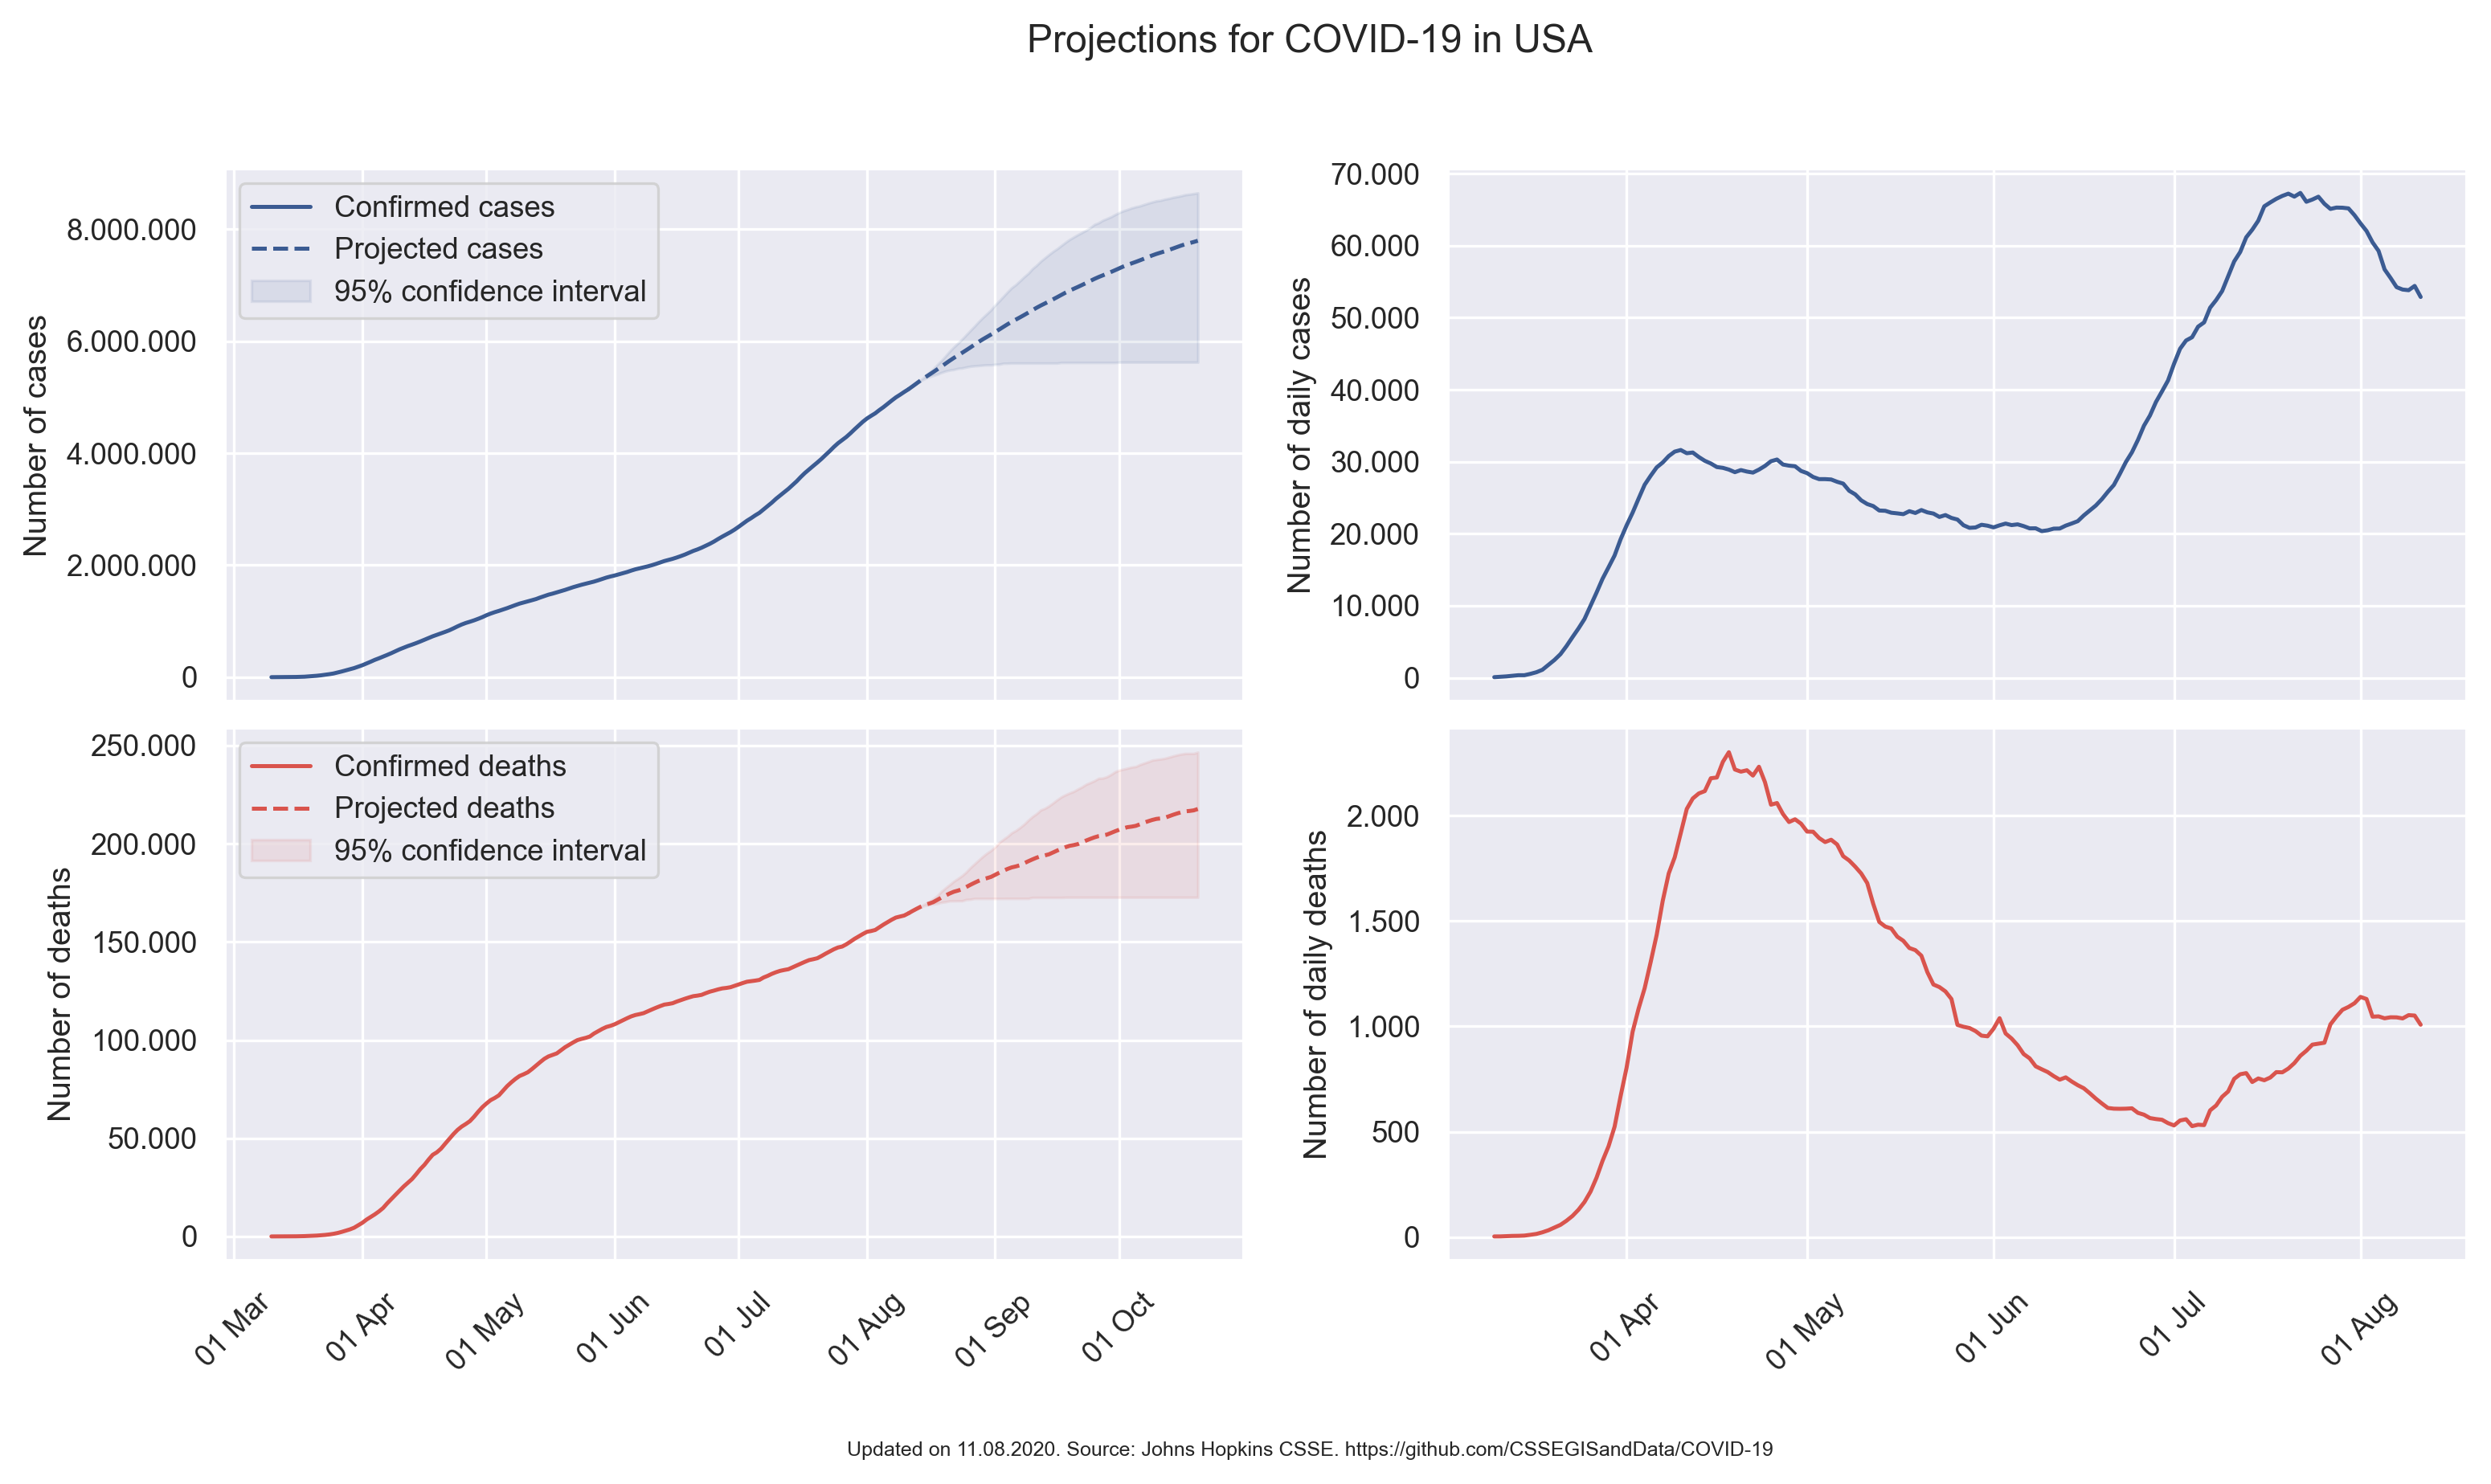 Projections for COVID-19 in USA
Number of cases
8.000.000
6.000.000
4.000.000
2.000.000
0
Confirmed cases
Projected cases
95% confidence interval
Number of daily cases
70.000
60.000
50.000
40.000
30.000
20.000
10.000
0
Number of deaths
250.000
200.000
150.000
100.000
50.000
0
Confirmed deaths
Projected deaths
95% confidence interval
01 Mar
01 Apr
01 May
01 Jun
01 Jul
01 Aug
01 Sep
01 Oct
Number of daily deaths
2.000
1.500
1.000
500
0
01 Apr
01 May
01 Jun
01 Jul
01 Aug
Updated on 11.08.2020. Source: Johns Hopkins CSSE. https://github.com/CSSEGISandData/COVID-19